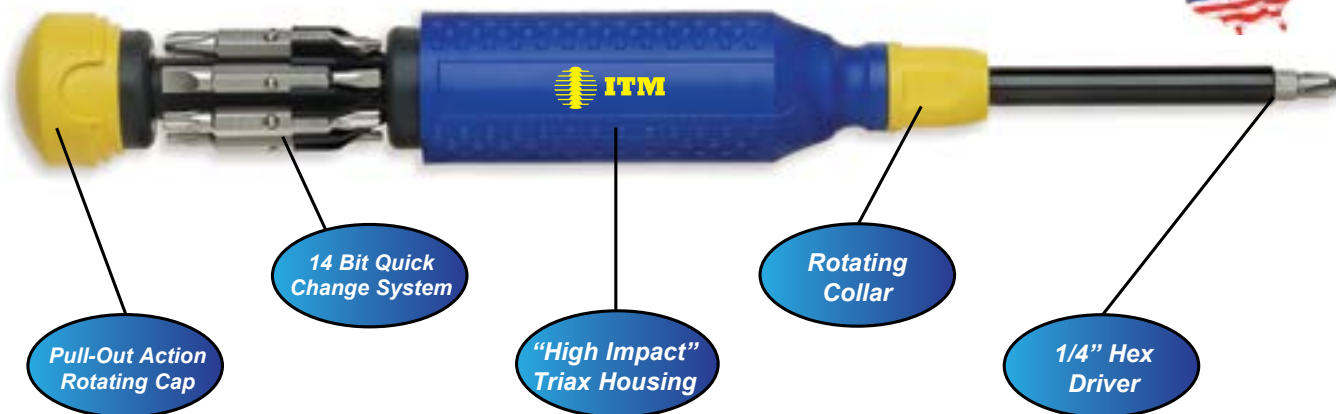 ITM
14 Bit Quick
Change System
Rotating
Collar
Pull-Out Action
Rotating Cap
“High Impact”
Triax Housing
1/4” Hex
Driver